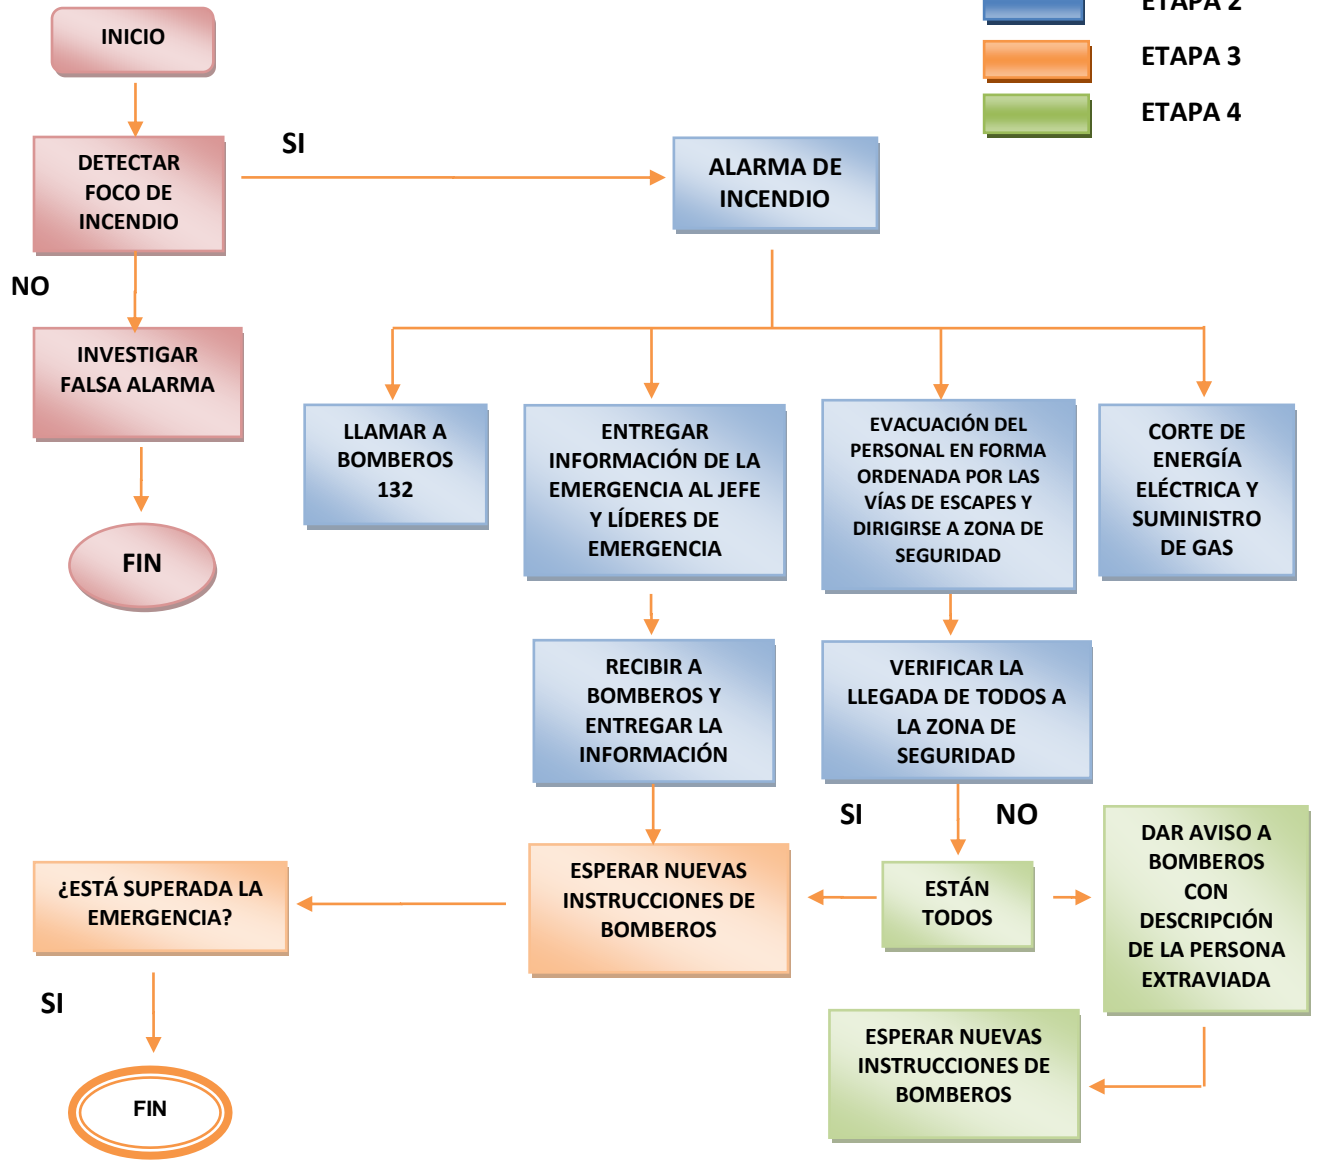 ETAPA 2
INICIO
ETAPA 3
ETAPA 4
SI
DETECTAR
FOCO DE
INCENDIO
ALARMA DE
INCENDIO
NO
INVESTIGAR
FALSA ALARMA
FIN
LLAMAR A
BOMBEROS
132
ENTREGAR
INFORMACIÓN DE LA
EMERGENCIA AL JEFE
Y LÍDERES DE
EMERGENCIA
EVACUACIÓN DEL
PERSONAL EN FORMA
ORDENADA POR LAS
VÍAS DE ESCAPES Y
DIRIGIRSE A ZONA DE
SEGURIDAD
CORTE DE
ENERGÍA
ELÉCTRICA Y
SUMINISTRO
DE GAS
RECIBIR A
BOMBEROS Y
ENTREGAR LA
INFORMACIÓN
VERIFICAR LA
LLEGADA DE TODOS A
LA ZONA DE
SEGURIDAD
SI
NO
¿ESTÁ SUPERADA LA
EMERGENCIA?
ESPERAR NUEVAS
INSTRUCCIONES DE
BOMBEROS
ESTÁN
TODOS
DAR AVISO A
BOMBEROS
CON
DESCRIPCIÓN
DE LA PERSONA
EXTRAVIADA
SI
FIN
ESPERAR NUEVAS
INSTRUCCIONES DE
BOMBEROS